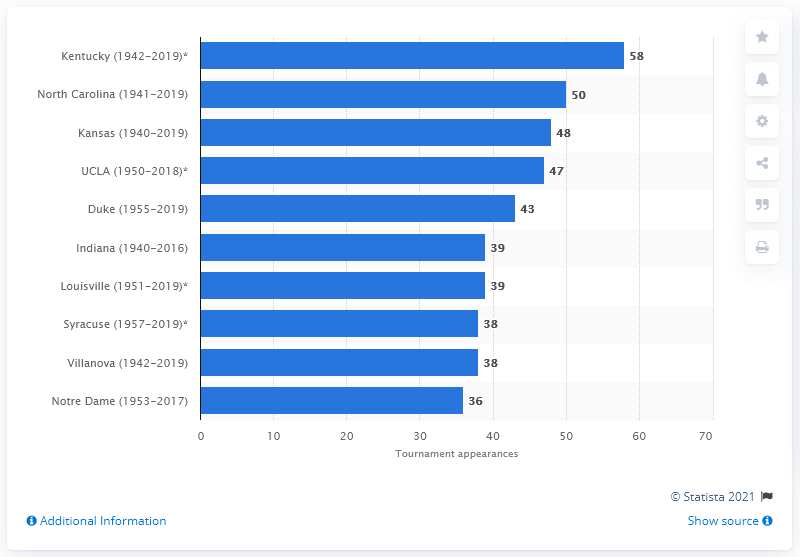 Kentucky (1942-2019)* 58
North Carolina (1941-2019) 50
Kansas (1940-2019) 48
UCLA (1950-2018)* 47
Duke (1955-2019) 43
Indiana (1940-2016) 39
Louisville (1951-2019)* 39
Syracuse (1957-2019)* 38
Villanova (1942-2019) 38
Notre Dame (1953-2017) 36
0 10 20 30 40 50 60 70
Tournament appearances
© Statista 2021
Additional Information
Show source